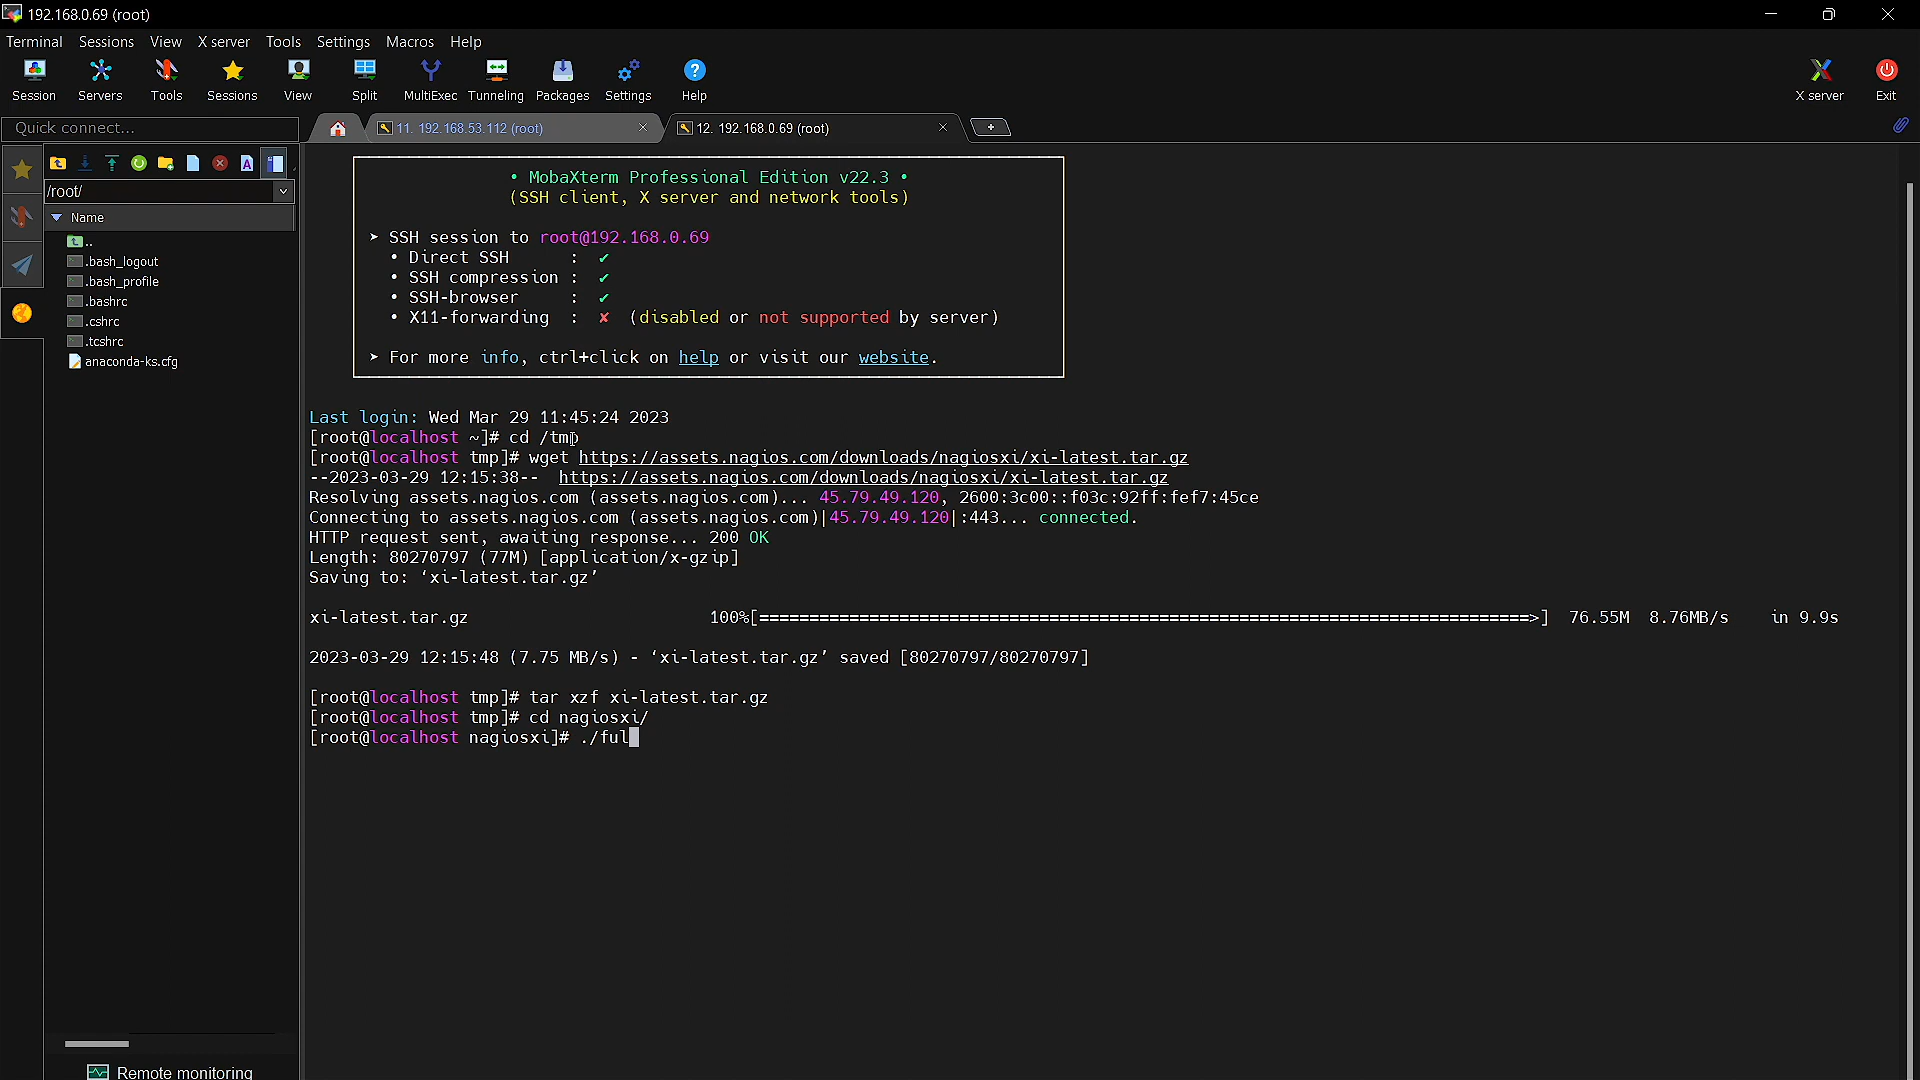 192.168.0.69 (root)
Terminal Sessions View X server Tools Settings Macros Help
Session Servers Tools Sessions View Split MultiExec Tunneling Packages Settings Help X server Exit
Quick connect...
11. 192.168.53.112 (root)
12. 192.168.0.69 (root)
/root/
Name
..
.bash_logout
.bash_profile
.bashrc
.cshrc
.tcshrc
anaconda-ks.cfg
Remote monitoring
• MobaXterm Professional Edition v22.3 •
(SSH client, X server and network tools)
➤ SSH session to root@192.168.0.69
• Direct SSH : ✔
• SSH compression : ✔
• SSH-browser : ✔
• X11-forwarding : ✘ (disabled or not supported by server)
➤ For more info, ctrl+click on help or visit our website.
Last login: Wed Mar 29 11:45:24 2023
[root@localhost ~]# cd /tmp
[root@localhost tmp]# wget https://assets.nagios.com/downloads/nagiosxi/xi-latest.tar.gz
--2023-03-29 12:15:38-- https://assets.nagios.com/downloads/nagiosxi/xi-latest.tar.gz
Resolving assets.nagios.com (assets.nagios.com)... 45.79.49.120, 2600:3c00::f03c:92ff:fef7:45ce
Connecting to assets.nagios.com (assets.nagios.com)|45.79.49.120|:443... connected.
HTTP request sent, awaiting response... 200 OK
Length: 80270797 (77M) [application/x-gzip]
Saving to: ‘xi-latest.tar.gz’
xi-latest.tar.gz 100%[=============================================================================>] 76.55M 8.76MB/s in 9.9s
2023-03-29 12:15:48 (7.75 MB/s) - ‘xi-latest.tar.gz’ saved [80270797/80270797]
[root@localhost tmp]# tar xzf xi-latest.tar.gz
[root@localhost tmp]# cd nagiosxi/
[root@localhost nagiosxi]# ./ful